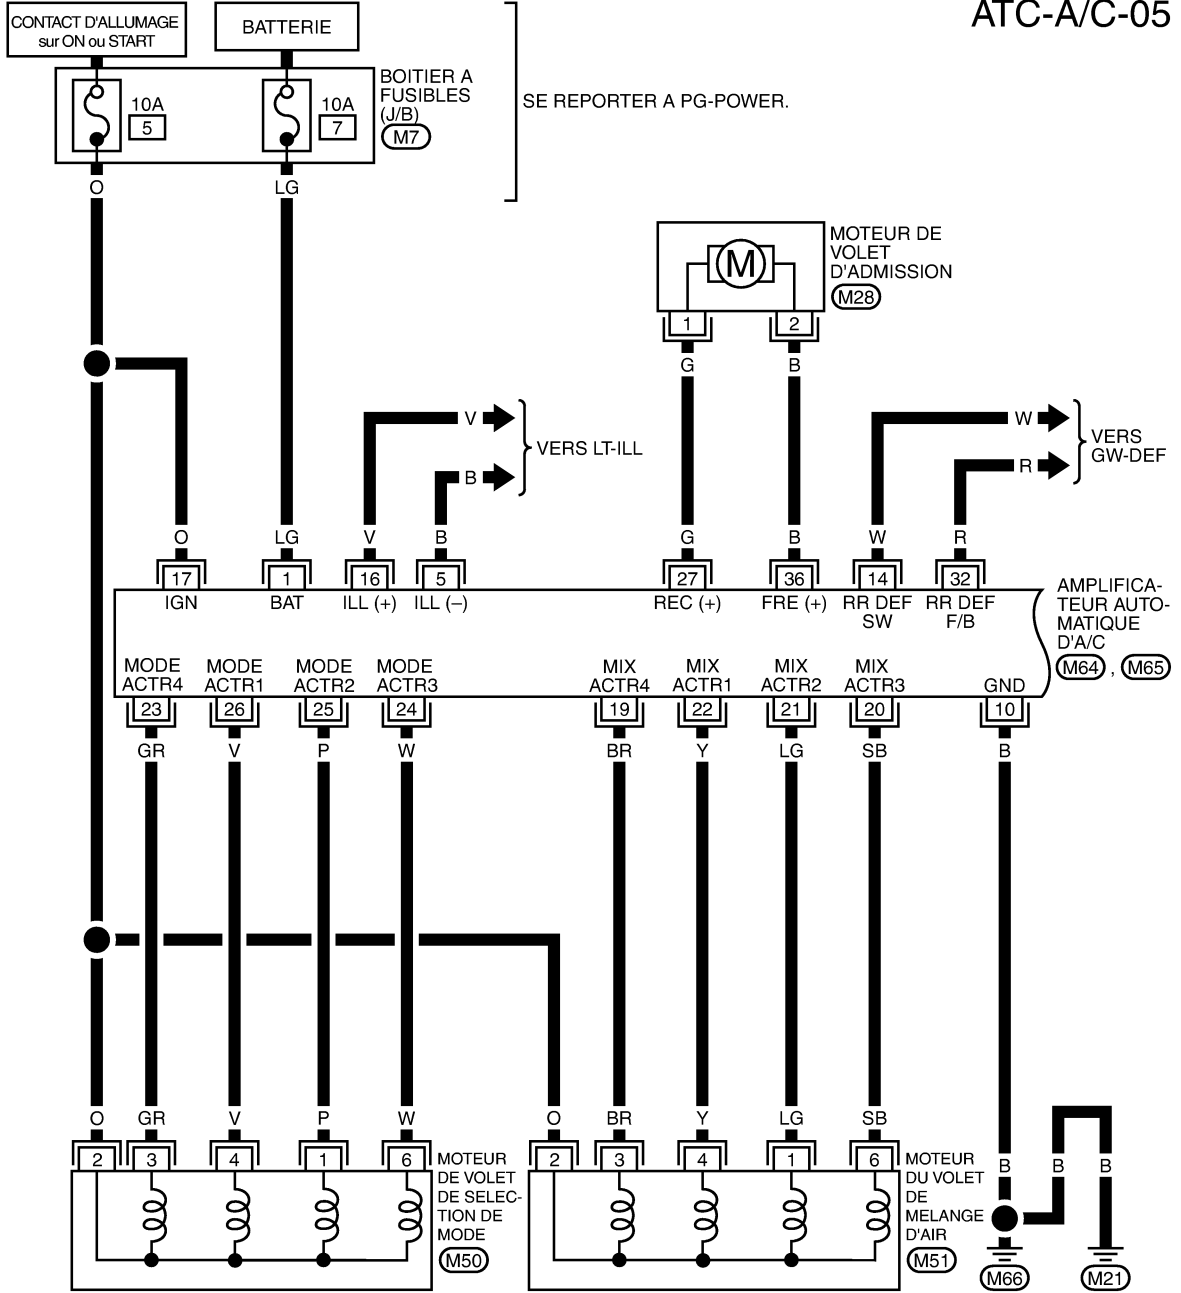 ATC-A/C-05
CONTACT D'ALLUMAGE
sur ON ou START
BATTERIE
10A
5
10A
7
BOITIER A
FUSIBLES
(J/B)
M7
SE REPORTER A PG-POWER.
O
LG
MOTEUR DE
VOLET
D'ADMISSION
M28
M
1
2
G
B
V
B
VERS LT-ILL
W
R
VERS
GW-DEF
O
LG
V
B
G
B
W
R
17
1
16
5
27
36
14
32
IGN
BAT
ILL (+)
ILL (–)
REC (+)
FRE (+)
RR DEF
SW
RR DEF
F/B
AMPLIFICA-
TEUR AUTO-
MATIQUE
D'A/C
M64 , M65
MODE
ACTR4
MODE
ACTR1
MODE
ACTR2
MODE
ACTR3
MIX
ACTR4
MIX
ACTR1
MIX
ACTR2
MIX
ACTR3
GND
23
26
25
24
19
22
21
20
10
GR
V
P
W
BR
Y
LG
SB
B
O
GR
V
P
W
O
BR
Y
LG
SB
B
B
B
2
3
4
1
6
MOTEUR
DE VOLET
DE SELEC-
TION DE
MODE
M50
2
3
4
1
6
MOTEUR
DU VOLET
DE
MELANGE
D'AIR
M51
M66
M21